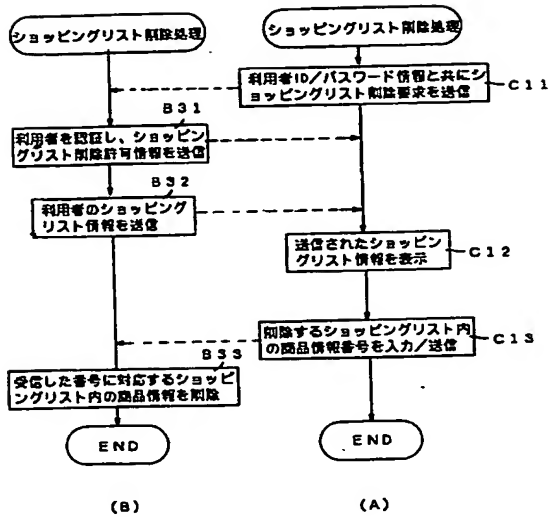 ショッピングリスト削除処理
ショッピングリスト削除処理
利用者ID/パスワード情報と共にショ
ッピングリスト削除要求を送信
C11
B31
利用者を認証し、ショッピン
グリスト削除許可情報を送信
B32
利用者のショッピング
リスト情報を送信
送信されたショッピン
グリスト情報を表示
C12
削除するショッピングリスト内
の商品情報番号を入力/送信
C13
B33
受信した番号に対応するショッピ
ングリスト内の商品情報を削除
END
END
(B)
(A)